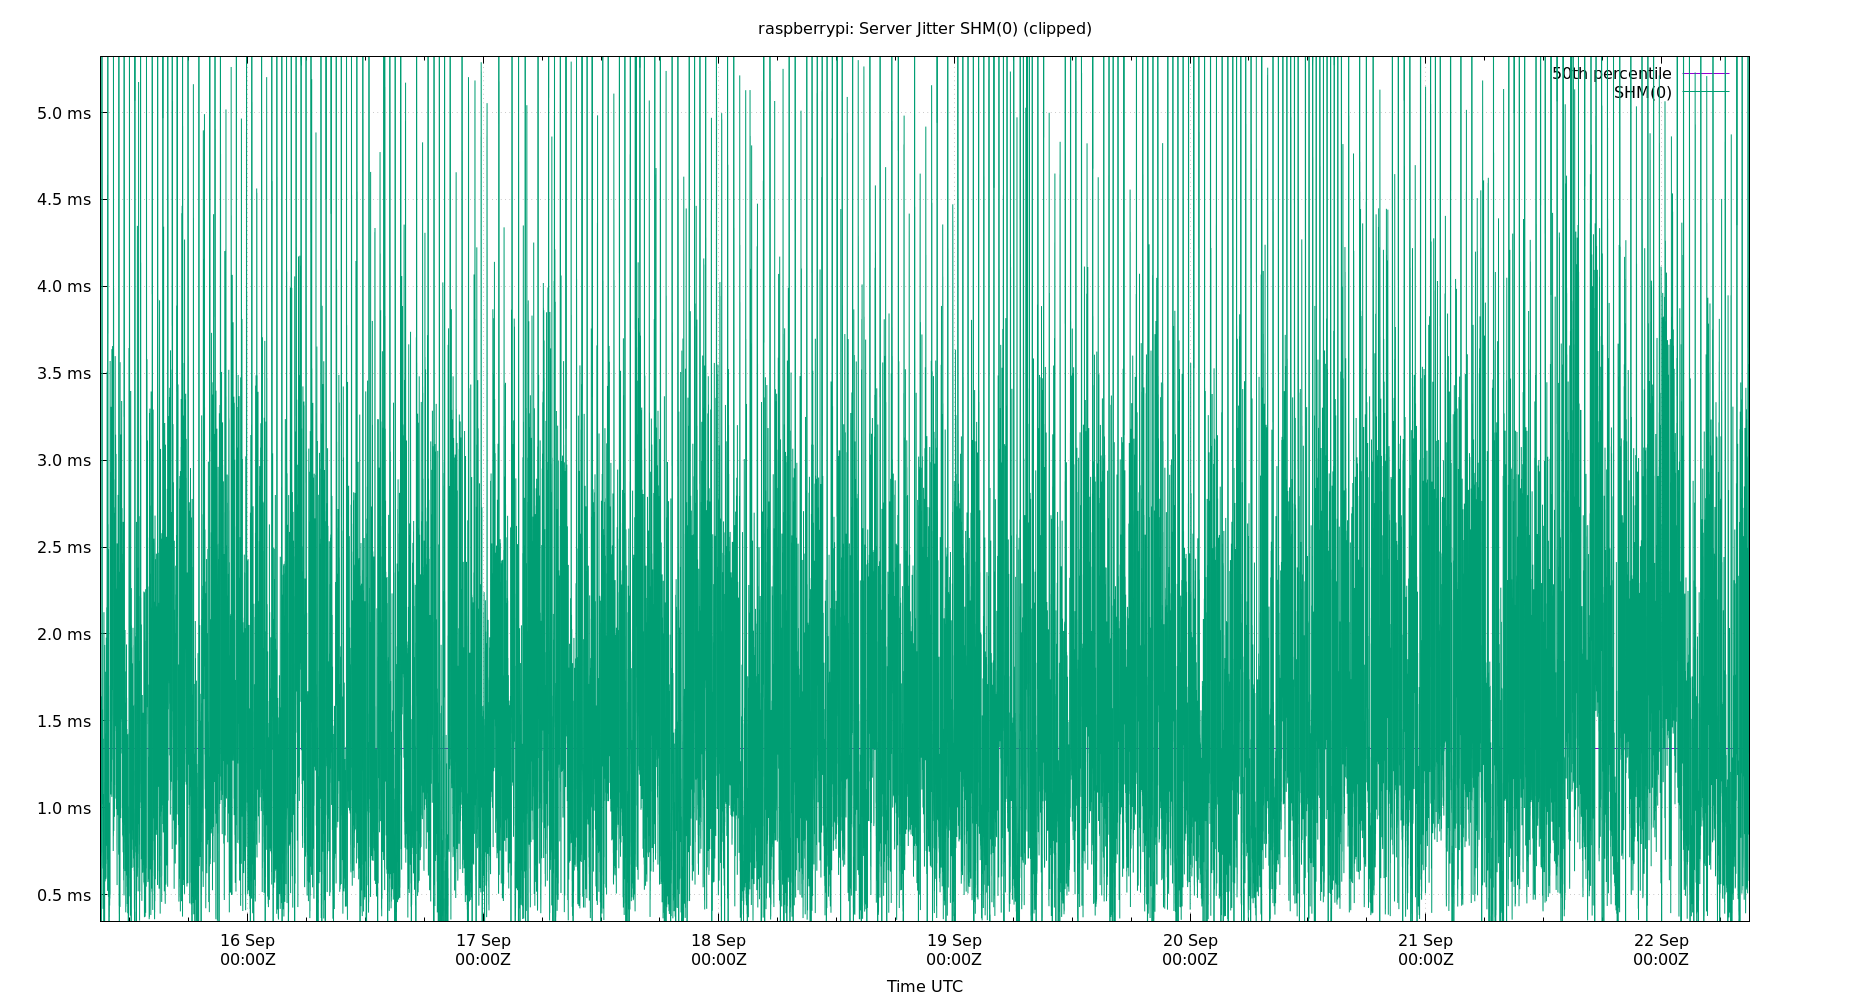 raspberrypi: Server Jitter SHM(0) (clipped)
50th percentile
SHM(0)
5.0 ms
4.5 ms
4.0 ms
3.5 ms
3.0 ms
2.5 ms
2.0 ms
1.5 ms
1.0 ms
0.5 ms
16 Sep 17 Sep 18 Sep 19 Sep 20 Sep 21 Sep 22 Sep
00:00Z 00:00Z 00:00Z 00:00Z 00:00Z 00:00Z 00:00Z
Time UTC